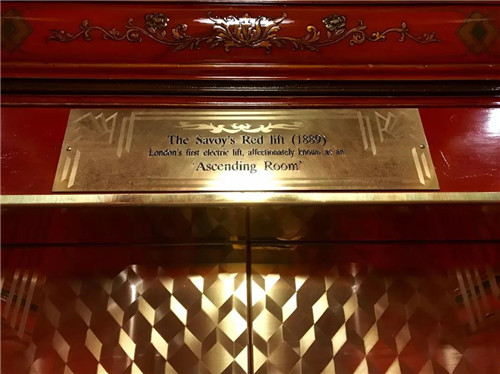 The Savoy's Red lift (1889)
London's first electric lift, affectionately known as an
'Ascending Room'